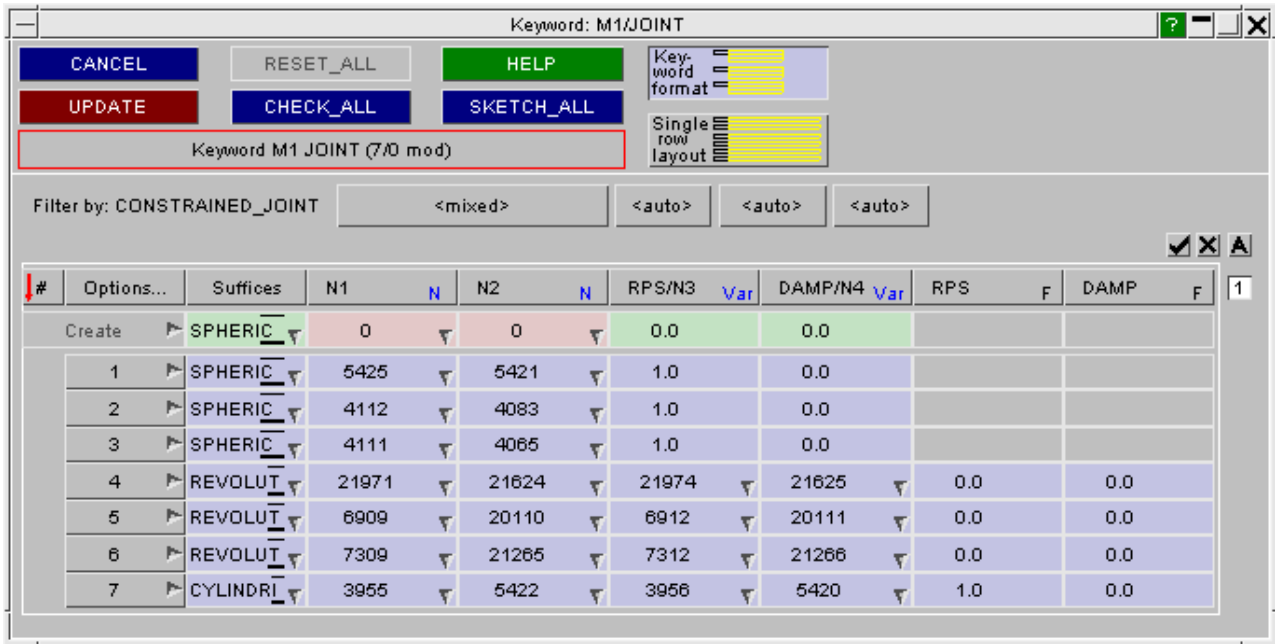 Keyword: M1/JOINT ?
CANCEL RESET_ALL HELP Key-word format
UPDATE CHECK_ALL SKETCH_ALL Single row layout
Keyword M1 JOINT (7/0 mod)
Filter by: CONSTRAINED_JOINT <mixed> <auto> <auto> <auto>
A
# Options... Suffices N1 N N2 N RPS/N3 Var DAMP/N4 Var RPS F DAMP F 1
Create SPHERIC 0 0 0.0 0.0
1 SPHERIC 5425 5421 1.0 0.0
2 SPHERIC 4112 4083 1.0 0.0
3 SPHERIC 4111 4065 1.0 0.0
4 REVOLUT 21971 21624 21974 21625 0.0 0.0
5 REVOLUT 6909 20110 6912 20111 0.0 0.0
6 REVOLUT 7309 21265 7312 21266 0.0 0.0
7 CYLINDRI 3955 5422 3956 5420 1.0 0.0